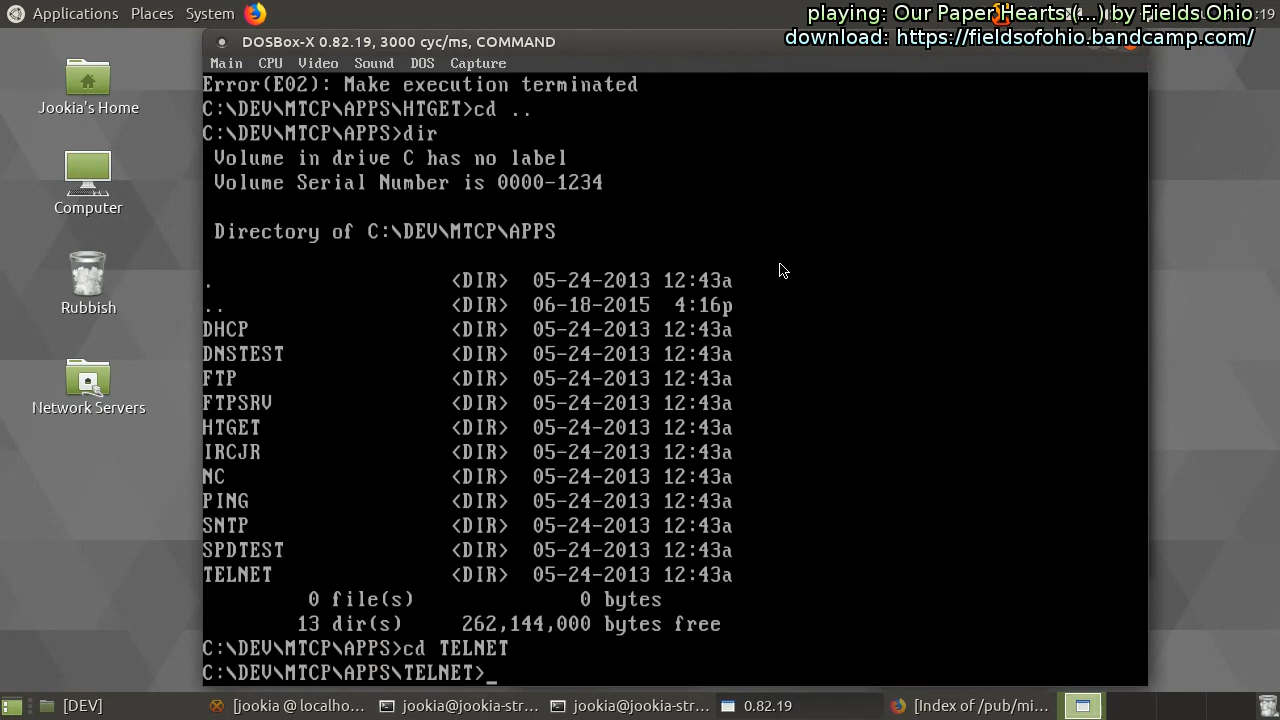 Applications Places System
:19
playing: Our Paper Hearts (...) by Fields Ohio
download: https://fieldsofohio.bandcamp.com/
DOSBox-X 0.82.19, 3000 cyc/ms, COMMAND
Main CPU Video Sound DOS Capture
Jookia's Home
Computer
Rubbish
Network Servers
Error(E02): Make execution terminated
C:\DEV\MTCP\APPS\HTGET>cd ..
C:\DEV\MTCP\APPS>dir
Volume in drive C has no label
Volume Serial Number is 0000-1234
Directory of C:\DEV\MTCP\APPS
. <DIR> 05-24-2013 12:43a
.. <DIR> 06-18-2015 4:16p
DHCP <DIR> 05-24-2013 12:43a
DNSTEST <DIR> 05-24-2013 12:43a
FTP <DIR> 05-24-2013 12:43a
FTPSRV <DIR> 05-24-2013 12:43a
HTGET <DIR> 05-24-2013 12:43a
IRCJR <DIR> 05-24-2013 12:43a
NC <DIR> 05-24-2013 12:43a
PING <DIR> 05-24-2013 12:43a
SNTP <DIR> 05-24-2013 12:43a
SPDTEST <DIR> 05-24-2013 12:43a
TELNET <DIR> 05-24-2013 12:43a
0 file(s) 0 bytes
13 dir(s) 262,144,000 bytes free
C:\DEV\MTCP\APPS>cd TELNET
C:\DEV\MTCP\APPS\TELNET>_
[DEV] [jookia @ localho... jookia@jookia-str... jookia@jookia-str... 0.82.19 [Index of /pub/mi...